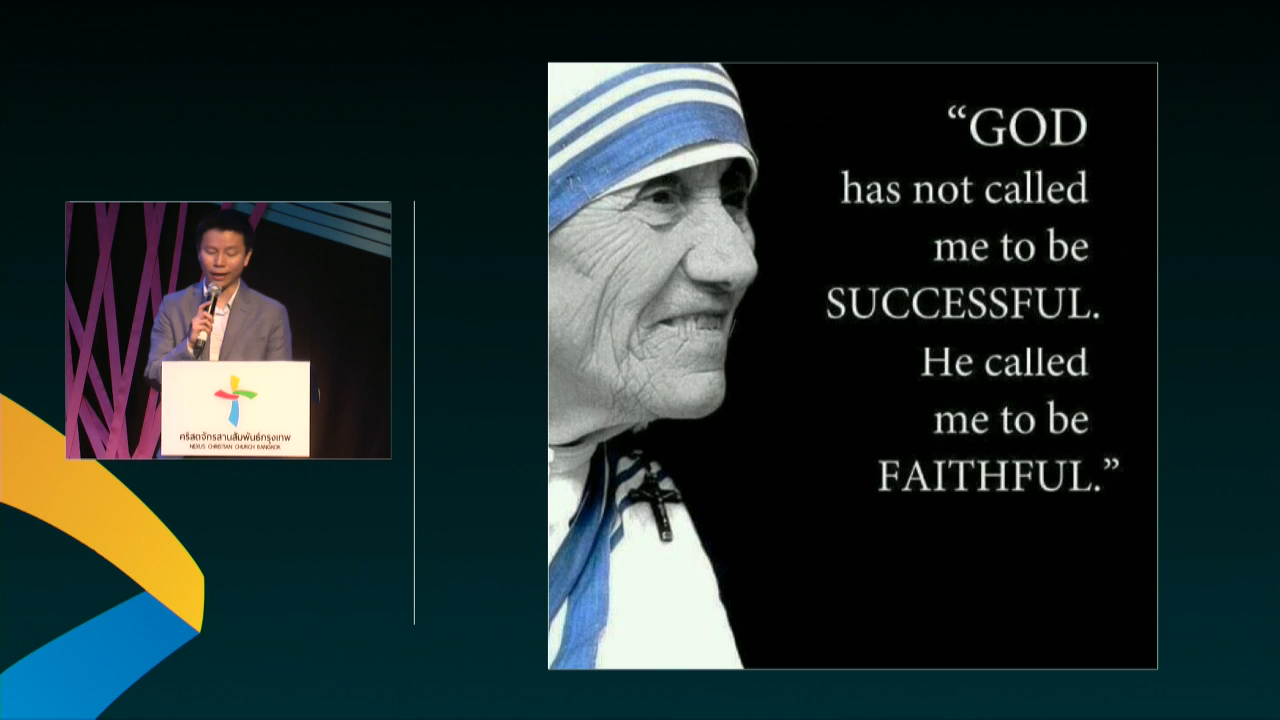 คริสตจักรสานสัมพันธ์กรุงเทพ
NEXUS CHRISTIAN CHURCH BANGKOK
“GOD
has not called
me to be
SUCCESSFUL.
He called
me to be
FAITHFUL.”